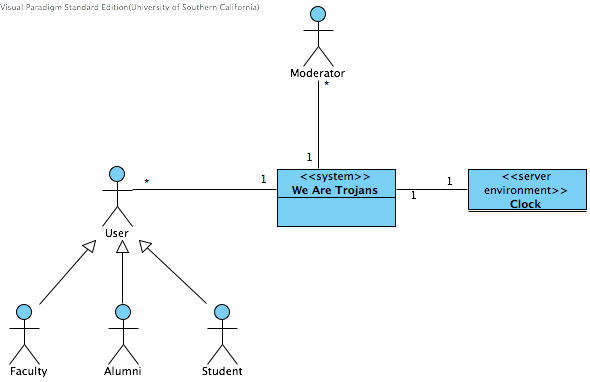 Visual Paradigm Standard Edition(University of Southern California)
Moderator
*
1
<<system>>
We Are Trojans
<<server
environment>>
Clock
*
1
1
1
User
Faculty
Alumni
Student